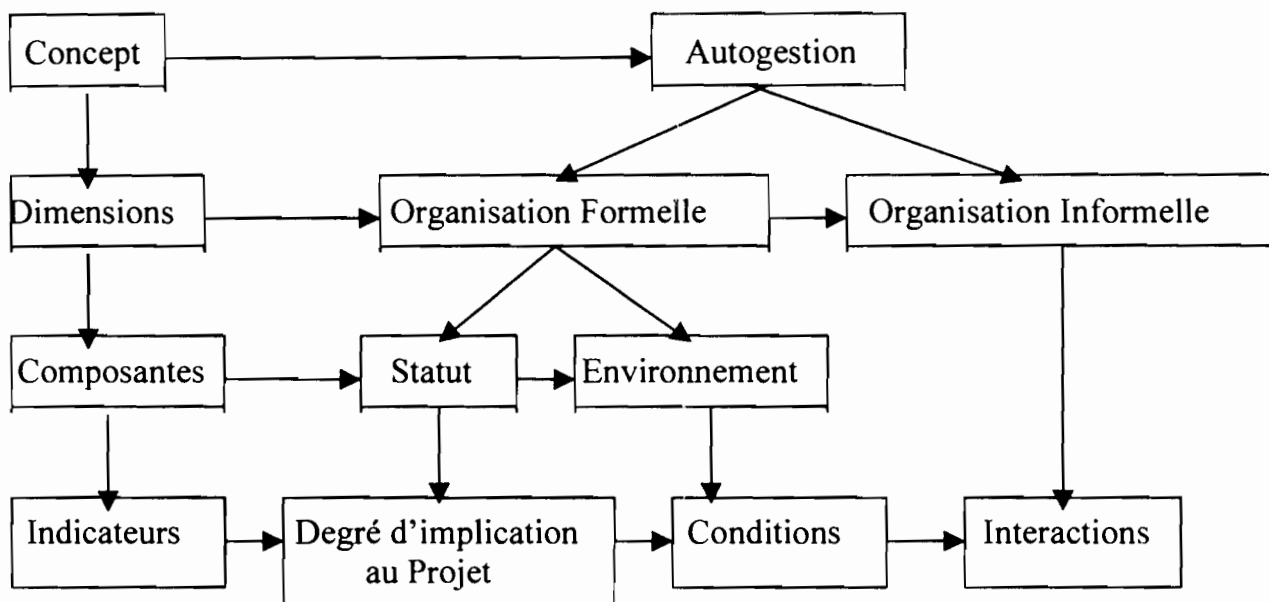 Concept
Autogestion
Dimensions
Organisation Formelle
Organisation Informelle
Composantes
Statut
Environnement
Indicateurs
Degré d'implication
au Projet
Conditions
Interactions